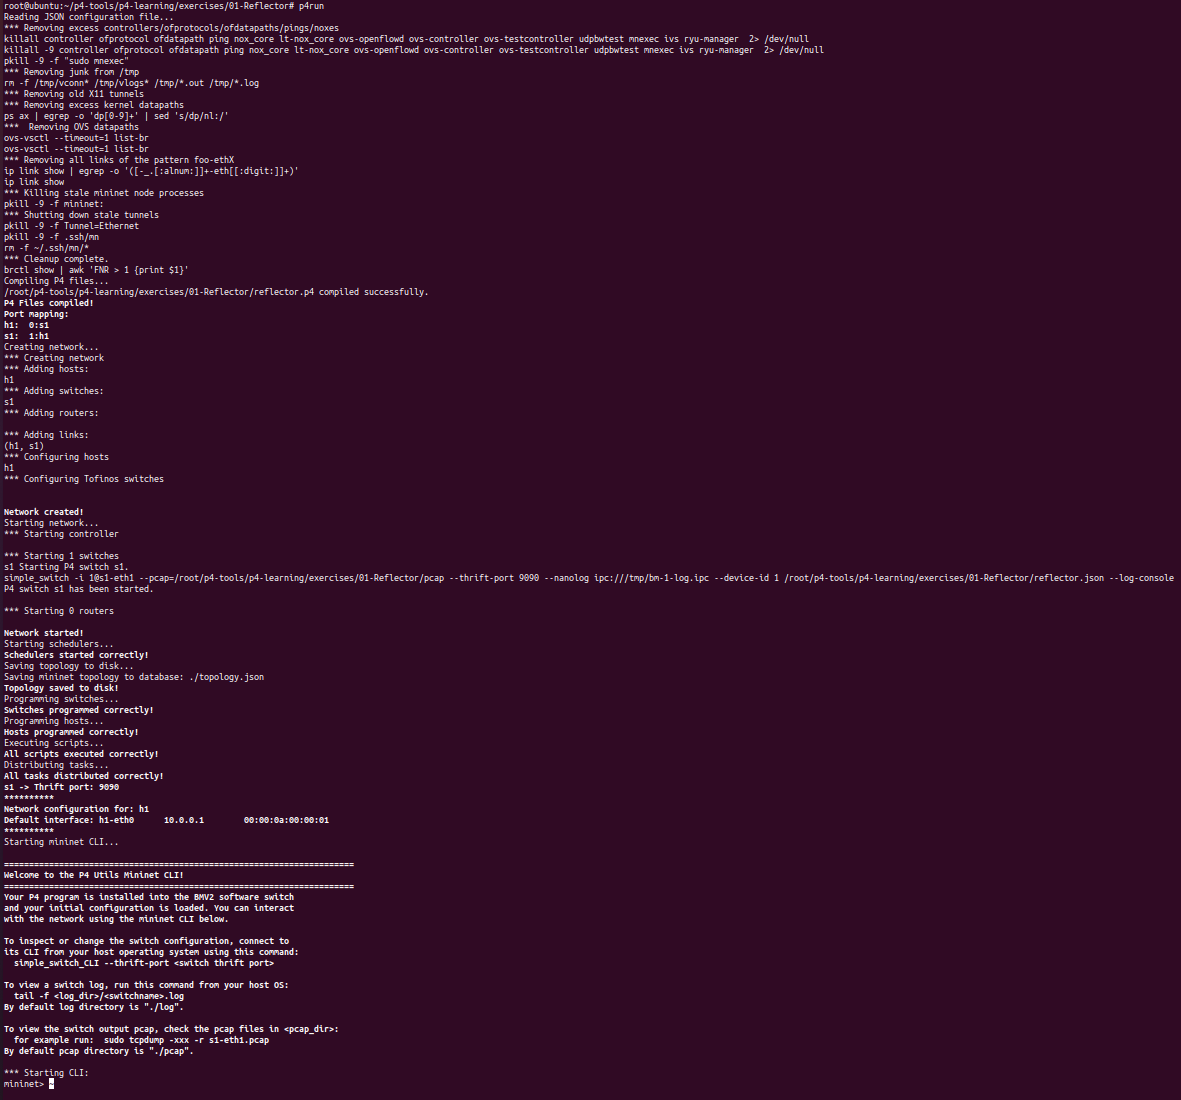 root@ubuntu:~/p4-tools/p4-learning/exercises/01-Reflector# p4run
Reading JSON configuration file...
*** Removing excess controllers/ofprotocols/ofdatapaths/pings/noxes
killall controller ofprotocol ofdatapath ping nox_core lt-nox_core ovs-openflowd ovs-controller ovs-testcontroller udpbwtest mnexec ivs ryu-manager  2> /dev/null
killall -9 controller ofprotocol ofdatapath ping nox_core lt-nox_core ovs-openflowd ovs-controller ovs-testcontroller udpbwtest mnexec ivs ryu-manager  2> /dev/null
pkill -9 -f "sudo mnexec"
*** Removing junk from /tmp
rm -f /tmp/vconn* /tmp/vlogs* /tmp/*.out /tmp/*.log
*** Removing old X11 tunnels
*** Removing excess kernel datapaths
ps ax | egrep -o 'dp[0-9]+' | sed 's/dp/nl:/'
***  Removing OVS datapaths
ovs-vsctl --timeout=1 list-br
ovs-vsctl --timeout=1 list-br
*** Removing all links of the pattern foo-ethX
ip link show | egrep -o '([-_.[:alnum:]]+-eth[[:digit:]]+)'
ip link show
*** Killing stale mininet node processes
pkill -9 -f mininet:
*** Shutting down stale tunnels
pkill -9 -f Tunnel=Ethernet
pkill -9 -f .ssh/mn
rm -f ~/.ssh/mn/*
*** Cleanup complete.
brctl show | awk 'FNR > 1 {print $1}'
Compiling P4 files...
/root/p4-tools/p4-learning/exercises/01-Reflector/reflector.p4 compiled successfully.
P4 Files compiled!
Port mapping:
h1:  0:s1
s1:  1:h1
Creating network...
*** Creating network
*** Adding hosts:
h1
*** Adding switches:
s1
*** Adding routers:
*** Adding links:
(h1, s1)
*** Configuring hosts
h1
*** Configuring Tofinos switches
Network created!
Starting network...
*** Starting controller
*** Starting 1 switches
s1 Starting P4 switch s1.
simple_switch -i 1@s1-eth1 --pcap=/root/p4-tools/p4-learning/exercises/01-Reflector/pcap --thrift-port 9090 --nanolog ipc:///tmp/bm-1-log.ipc --device-id 1 /root/p4-tools/p4-learning/exercises/01-Reflector/reflector.json --log-console
P4 switch s1 has been started.
*** Starting 0 routers
Network started!
Starting schedulers...
Schedulers started correctly!
Saving topology to disk...
Saving mininet topology to database: ./topology.json
Topology saved to disk!
Programming switches...
Switches programmed correctly!
Programming hosts...
Hosts programmed correctly!
Executing scripts...
All scripts executed correctly!
Distributing tasks...
All tasks distributed correctly!
s1 -> Thrift port: 9090
**********
Network configuration for: h1
Default interface: h1-eth0      10.0.0.1        00:00:0a:00:00:01
**********
Starting mininet CLI...
======================================================================
Welcome to the P4 Utils Mininet CLI!
======================================================================
Your P4 program is installed into the BMV2 software switch
and your initial configuration is loaded. You can interact
with the network using the mininet CLI below.
To inspect or change the switch configuration, connect to
its CLI from your host operating system using this command:
  simple_switch_CLI --thrift-port <switch thrift port>
To view a switch log, run this command from your host OS:
  tail -f <log_dir>/<switchname>.log
By default log directory is "./log".
To view the switch output pcap, check the pcap files in <pcap_dir>:
  for example run:  sudo tcpdump -xxx -r s1-eth1.pcap
By default pcap directory is "./pcap".
*** Starting CLI:
mininet> ~